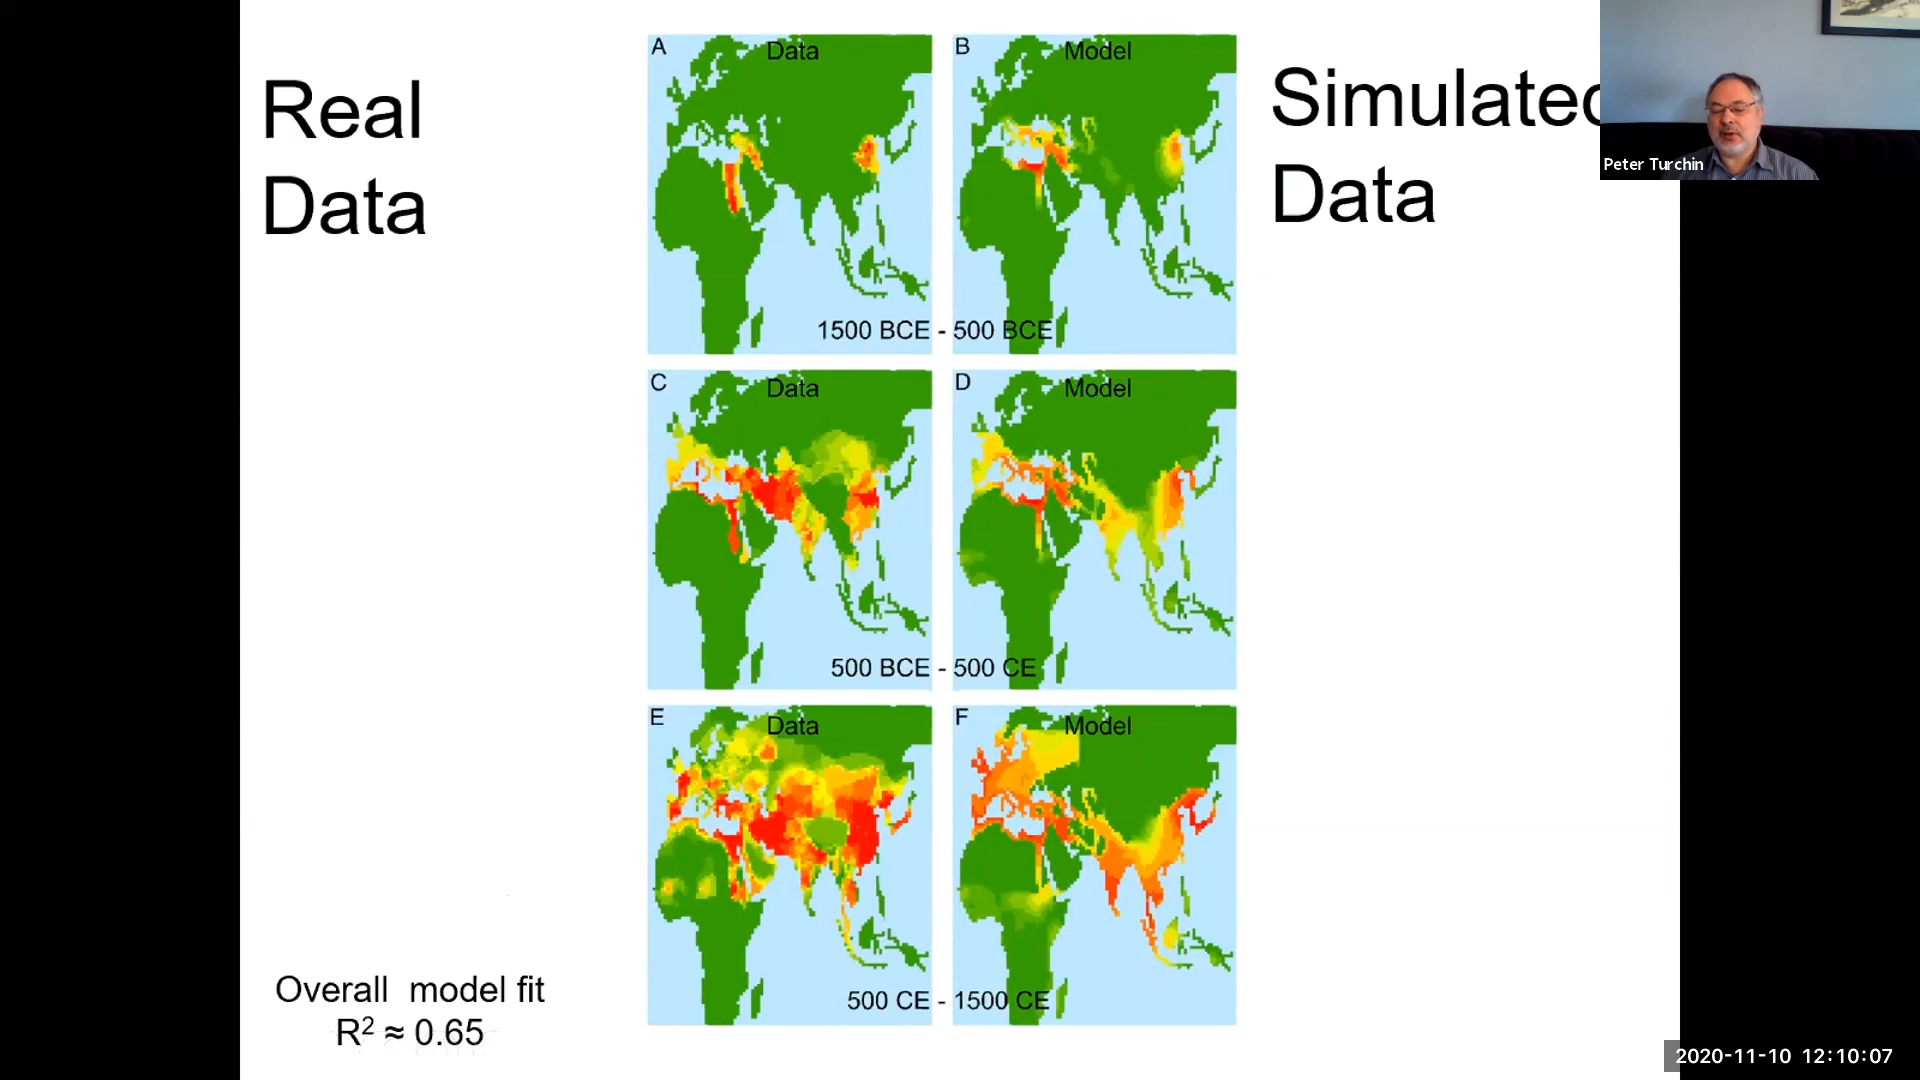 Real
Data
A
Data
B
Model
1500 BCE - 500 BCE
C
Data
D
Model
500 BCE - 500 CE
E
Data
F
Model
500 CE - 1500 CE
Overall model fit
R² ≈ 0.65
Simulated
Data
Peter Turchin
2020-11-10 12:10:07